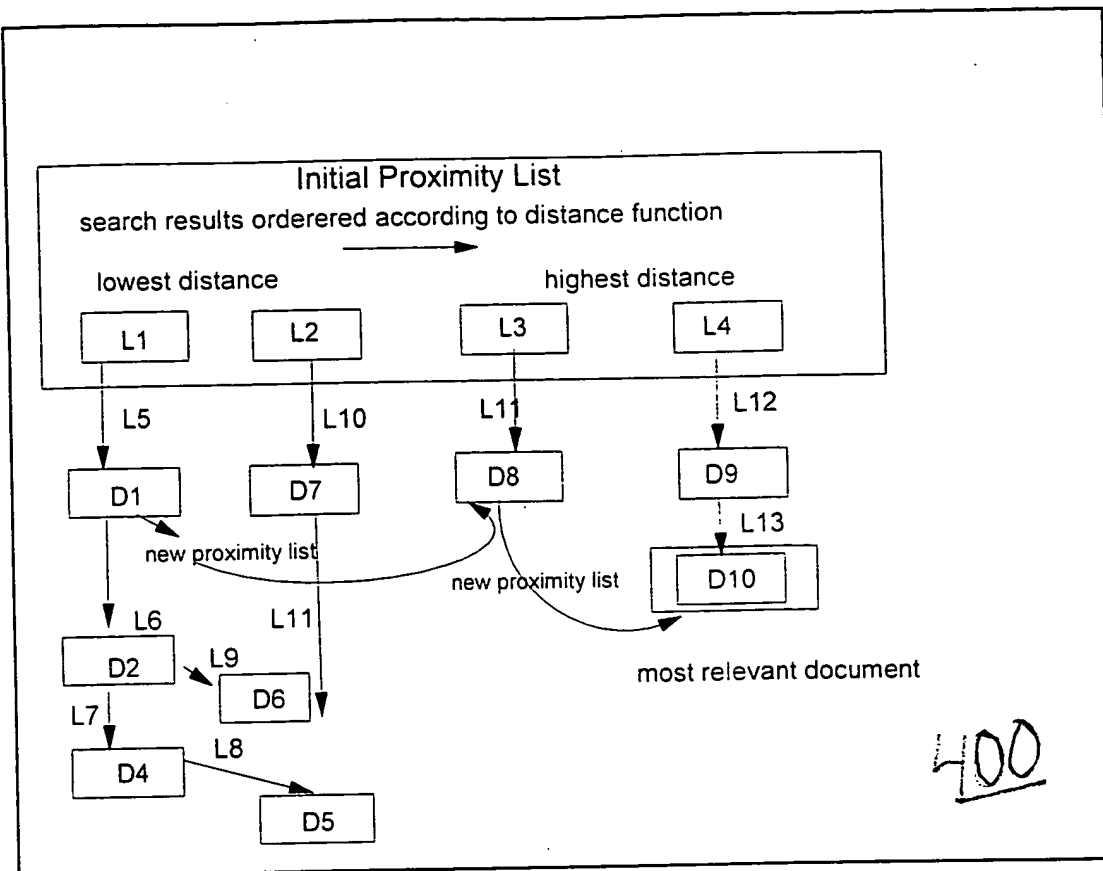 Initial Proximity List
search results orderered according to distance function
lowest distance
highest distance
L1
L2
L3
L4
L5
L10
L11
L12
D1
D7
D8
D9
L13
new proximity list
new proximity list
D10
L6
L11
D2
L9
D6
most relevant document
L7
L8
D4
D5
400